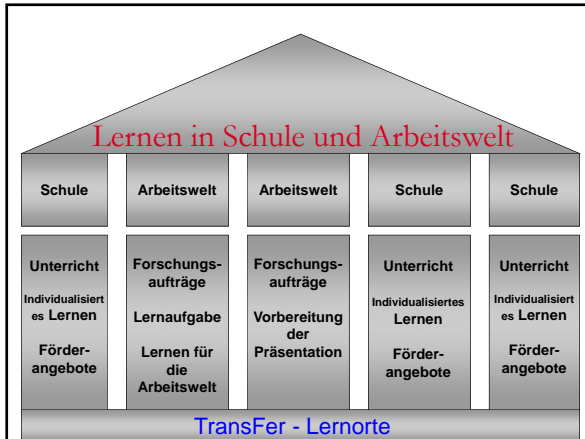 Lernen in Schule und Arbeitswelt
Schule
Arbeitswelt
Arbeitswelt
Schule
Schule
Unterricht
Individualisiert
es Lernen
Förder-
angebote
Forschungs-
aufträge
Lernaufgabe
Lernen für
die
Arbeitswelt
Forschungs-
aufträge
Vorbereitung
der
Präsentation
Unterricht
Individualisiertes
Lernen
Förder-
angebote
Unterricht
Individualisiert
es Lernen
Förder-
angebote
TransFer - Lernorte